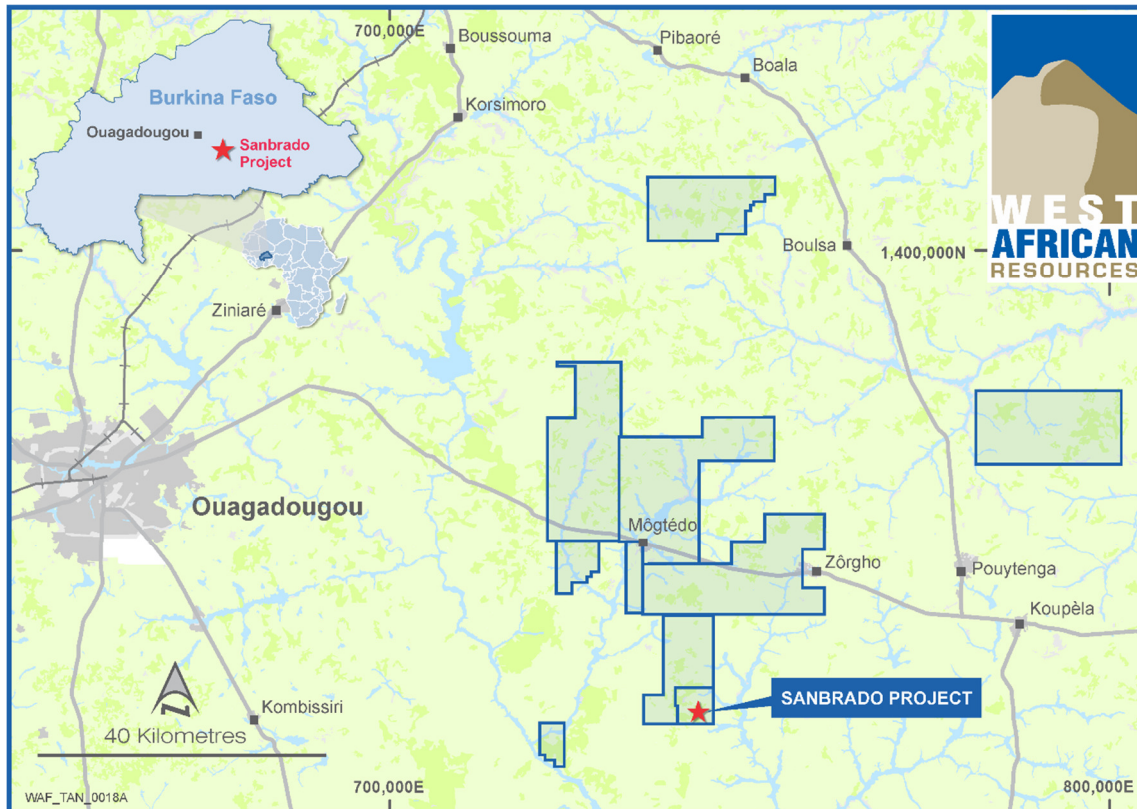 700,000E
Boussouma
Pibaoré
Boala
Burkina Faso
Ouagadougou
Sanbrado
Project
Korsimoro
WEST
AFRICAN
RESOURCES
Boulsa
1,400,000N
Ziniaré
Ouagadougou
Môgtédo
Zôrgho
Pouytenga
Koupèla
N
SANBRADO PROJECT
Kombissiri
40 Kilometres
700,000E
800,000E
WAF_TAN_0018A